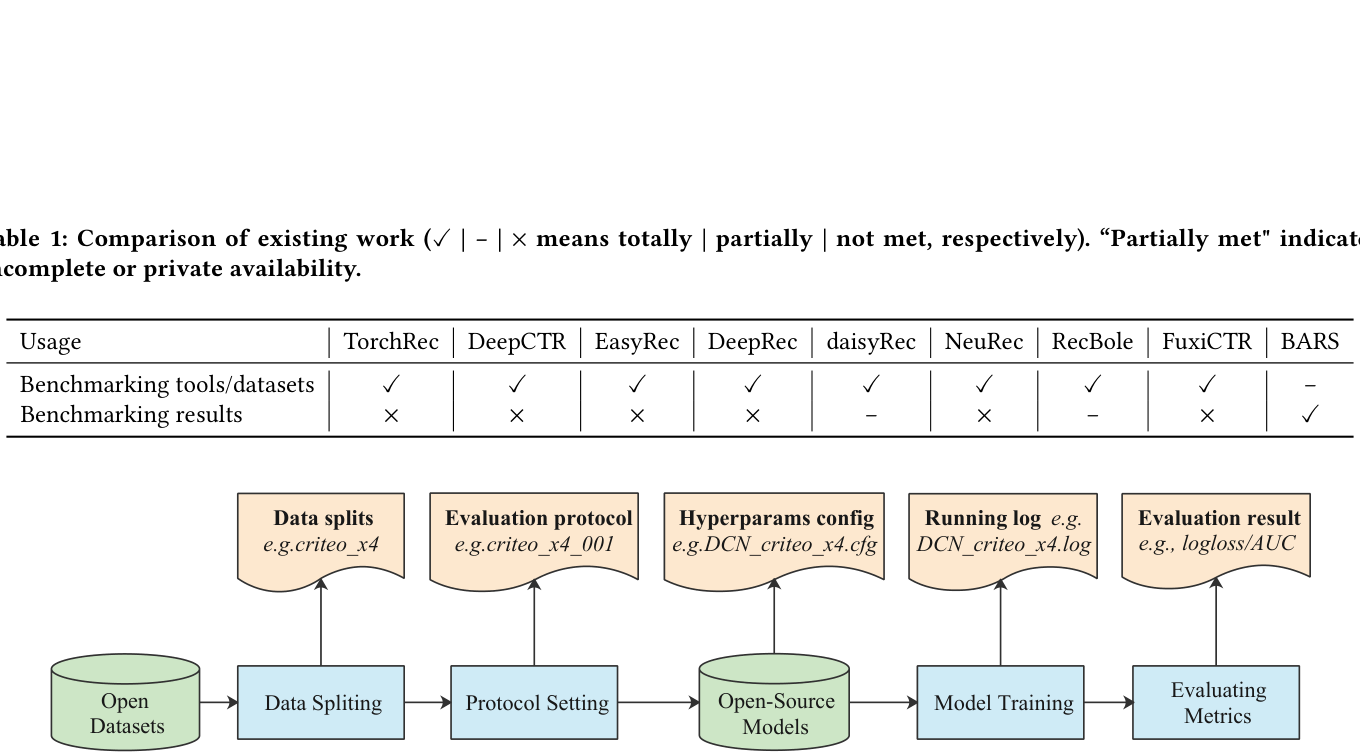 able 1: Comparison of existing work (✓ | – | × means totally | partially | not met, respectively). “Partially met" indicat
ncomplete or private availability.
Usage TorchRec DeepCTR EasyRec DeepRec daisyRec NeuRec RecBole FuxiCTR BARS
Benchmarking tools/datasets ✓ ✓ ✓ ✓ ✓ ✓ ✓ ✓ –
Benchmarking results × × × × – × – × ✓
Data splits
e.g.criteo_x4
Evaluation protocol
e.g.criteo_x4_001
Hyperparams config
e.g.DCN_criteo_x4.cfg
Running log e.g.
DCN_criteo_x4.log
Evaluation result
e.g., logloss/AUC
Open
Datasets
Data Spliting
Protocol Setting
Open-Source
Models
Model Training
Evaluating
Metrics